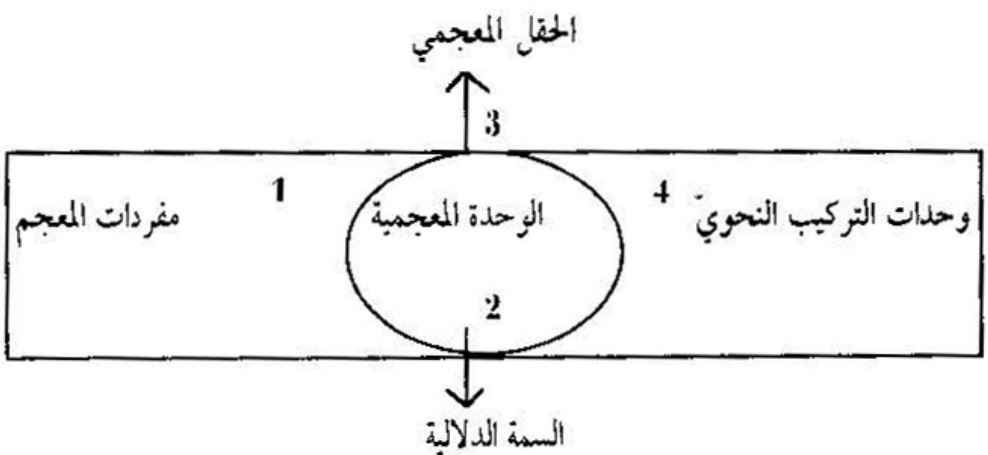 الحقل المعجمي
3
وحدات التركيب النحويّ
4
الوحدة المعجمية
1
مفردات المعجم
2
السمة الدلالية